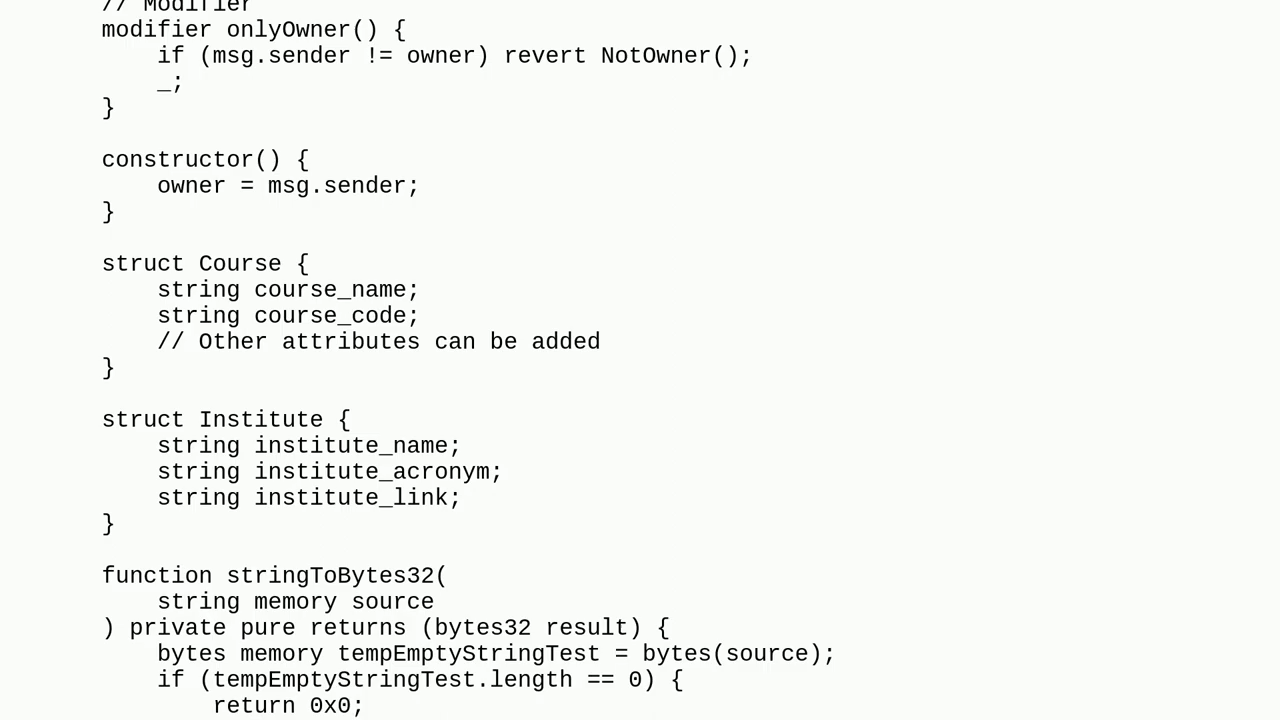 // Modifier
modifier onlyOwner() {
    if (msg.sender != owner) revert NotOwner();
    _;
}

constructor() {
    owner = msg.sender;
}

struct Course {
    string course_name;
    string course_code;
    // Other attributes can be added
}

struct Institute {
    string institute_name;
    string institute_acronym;
    string institute_link;
}

function stringToBytes32(
    string memory source
) private pure returns (bytes32 result) {
    bytes memory tempEmptyStringTest = bytes(source);
    if (tempEmptyStringTest.length == 0) {
        return 0x0;